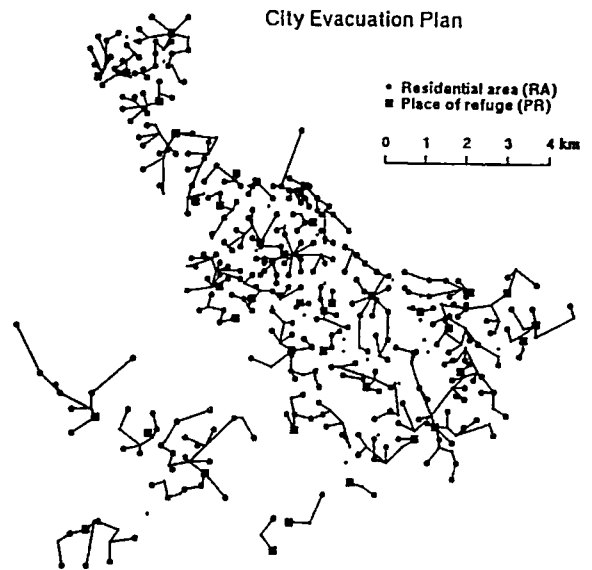 City Evacuation Plan
• Residential area (RA)
■ Place of refuge (PR)
0 1 2 3 4 km